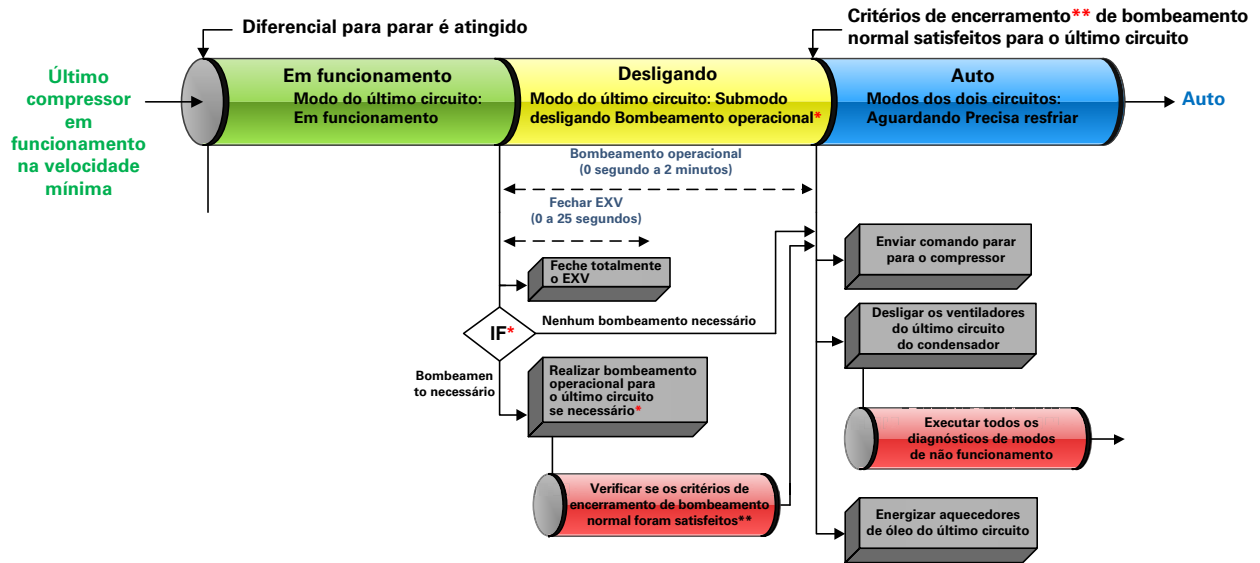 Diferencial para parar é atingido
Critérios de encerramento** de bombeamento
normal satisfeitos para o último circuito
Último
compressor
em
funcionamento
na velocidade
mínima
Em funcionamento
Modo do último circuito:
Em funcionamento
Desligando
Modo do último circuito: Submodo
desligando Bombeamento operacional*
Auto
Modos dos dois circuitos:
Aguardando Precisa resfriar
Auto
Bombeamento operacional
(0 segundo a 2 minutos)
Fechar EXV
(0 a 25 segundos)
Feche totalmente
o EXV
IF*
Nenhum bombeamento necessário
Bombeamen
to necessário
Realizar bombeamento
operacional para
o último circuito
se necessário*
Verificar se os critérios de
encerramento de bombeamento
normal foram satisfeitos**
Enviar comando parar
para o compressor
Desligar os ventiladores
do último circuito
do condensador
Executar todos os
diagnósticos de modos
de não funcionamento
Energizar aquecedores
de óleo do último circuito